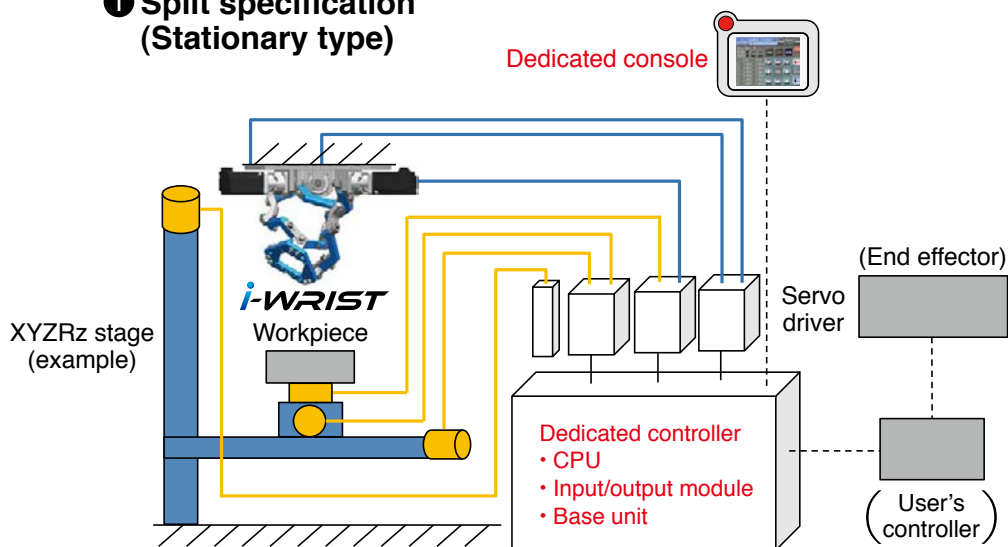 ❶ Split specification
(Stationary type)
Dedicated console
i-WRIST
Workpiece
XYZRz stage
(example)
Servo
driver
(End effector)
Dedicated controller
・CPU
・Input/output module
・Base unit
(User's
controller)